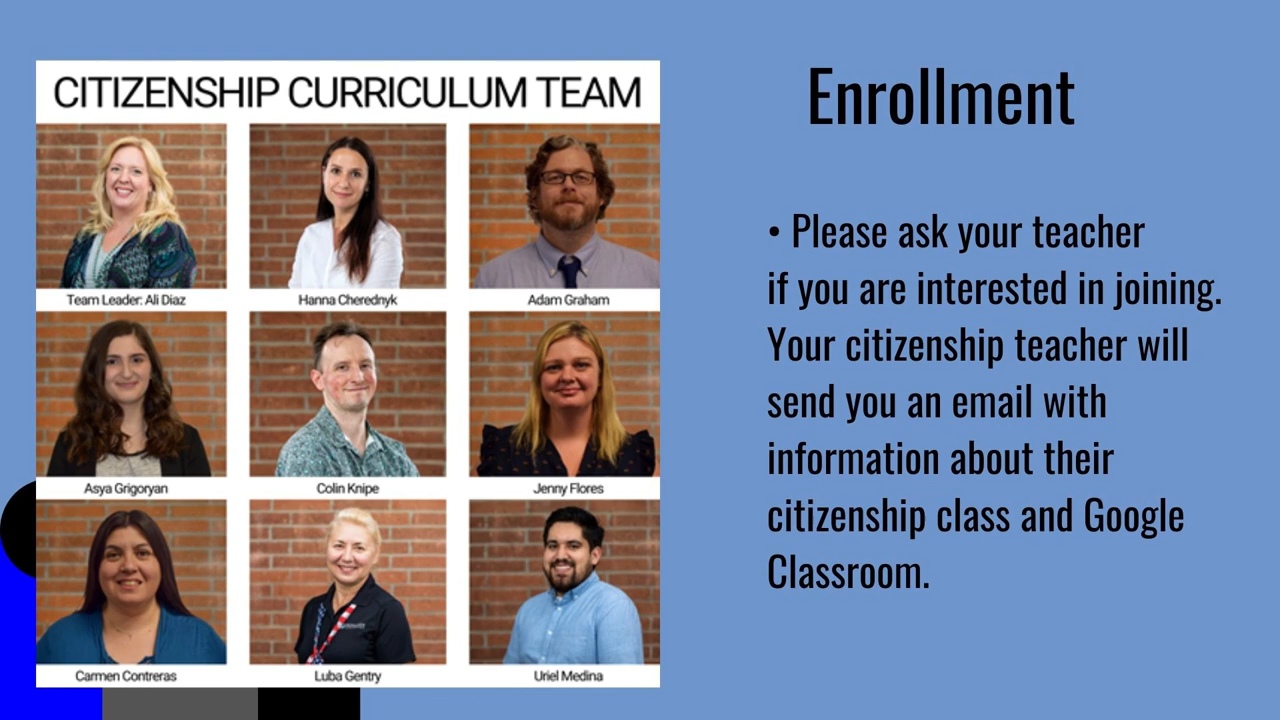 CITIZENSHIP CURRICULUM TEAM
Team Leader: Ali Diaz
Hanna Cherednyk
Adam Graham
Asya Grigoryan
Colin Knipe
Jenny Flores
Carmen Contreras
Luba Gentry
Uriel Medina
Enrollment
• Please ask your teacher
if you are interested in joining.
Your citizenship teacher will
send you an email with
information about their
citizenship class and Google
Classroom.